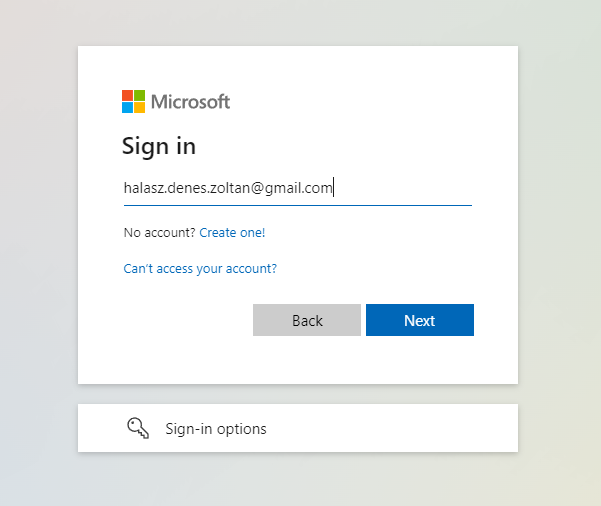 Microsoft
Sign in
halasz.denes.zoltan@gmail.com
No account? Create one!
Can't access your account?
Back
Next
Sign-in options